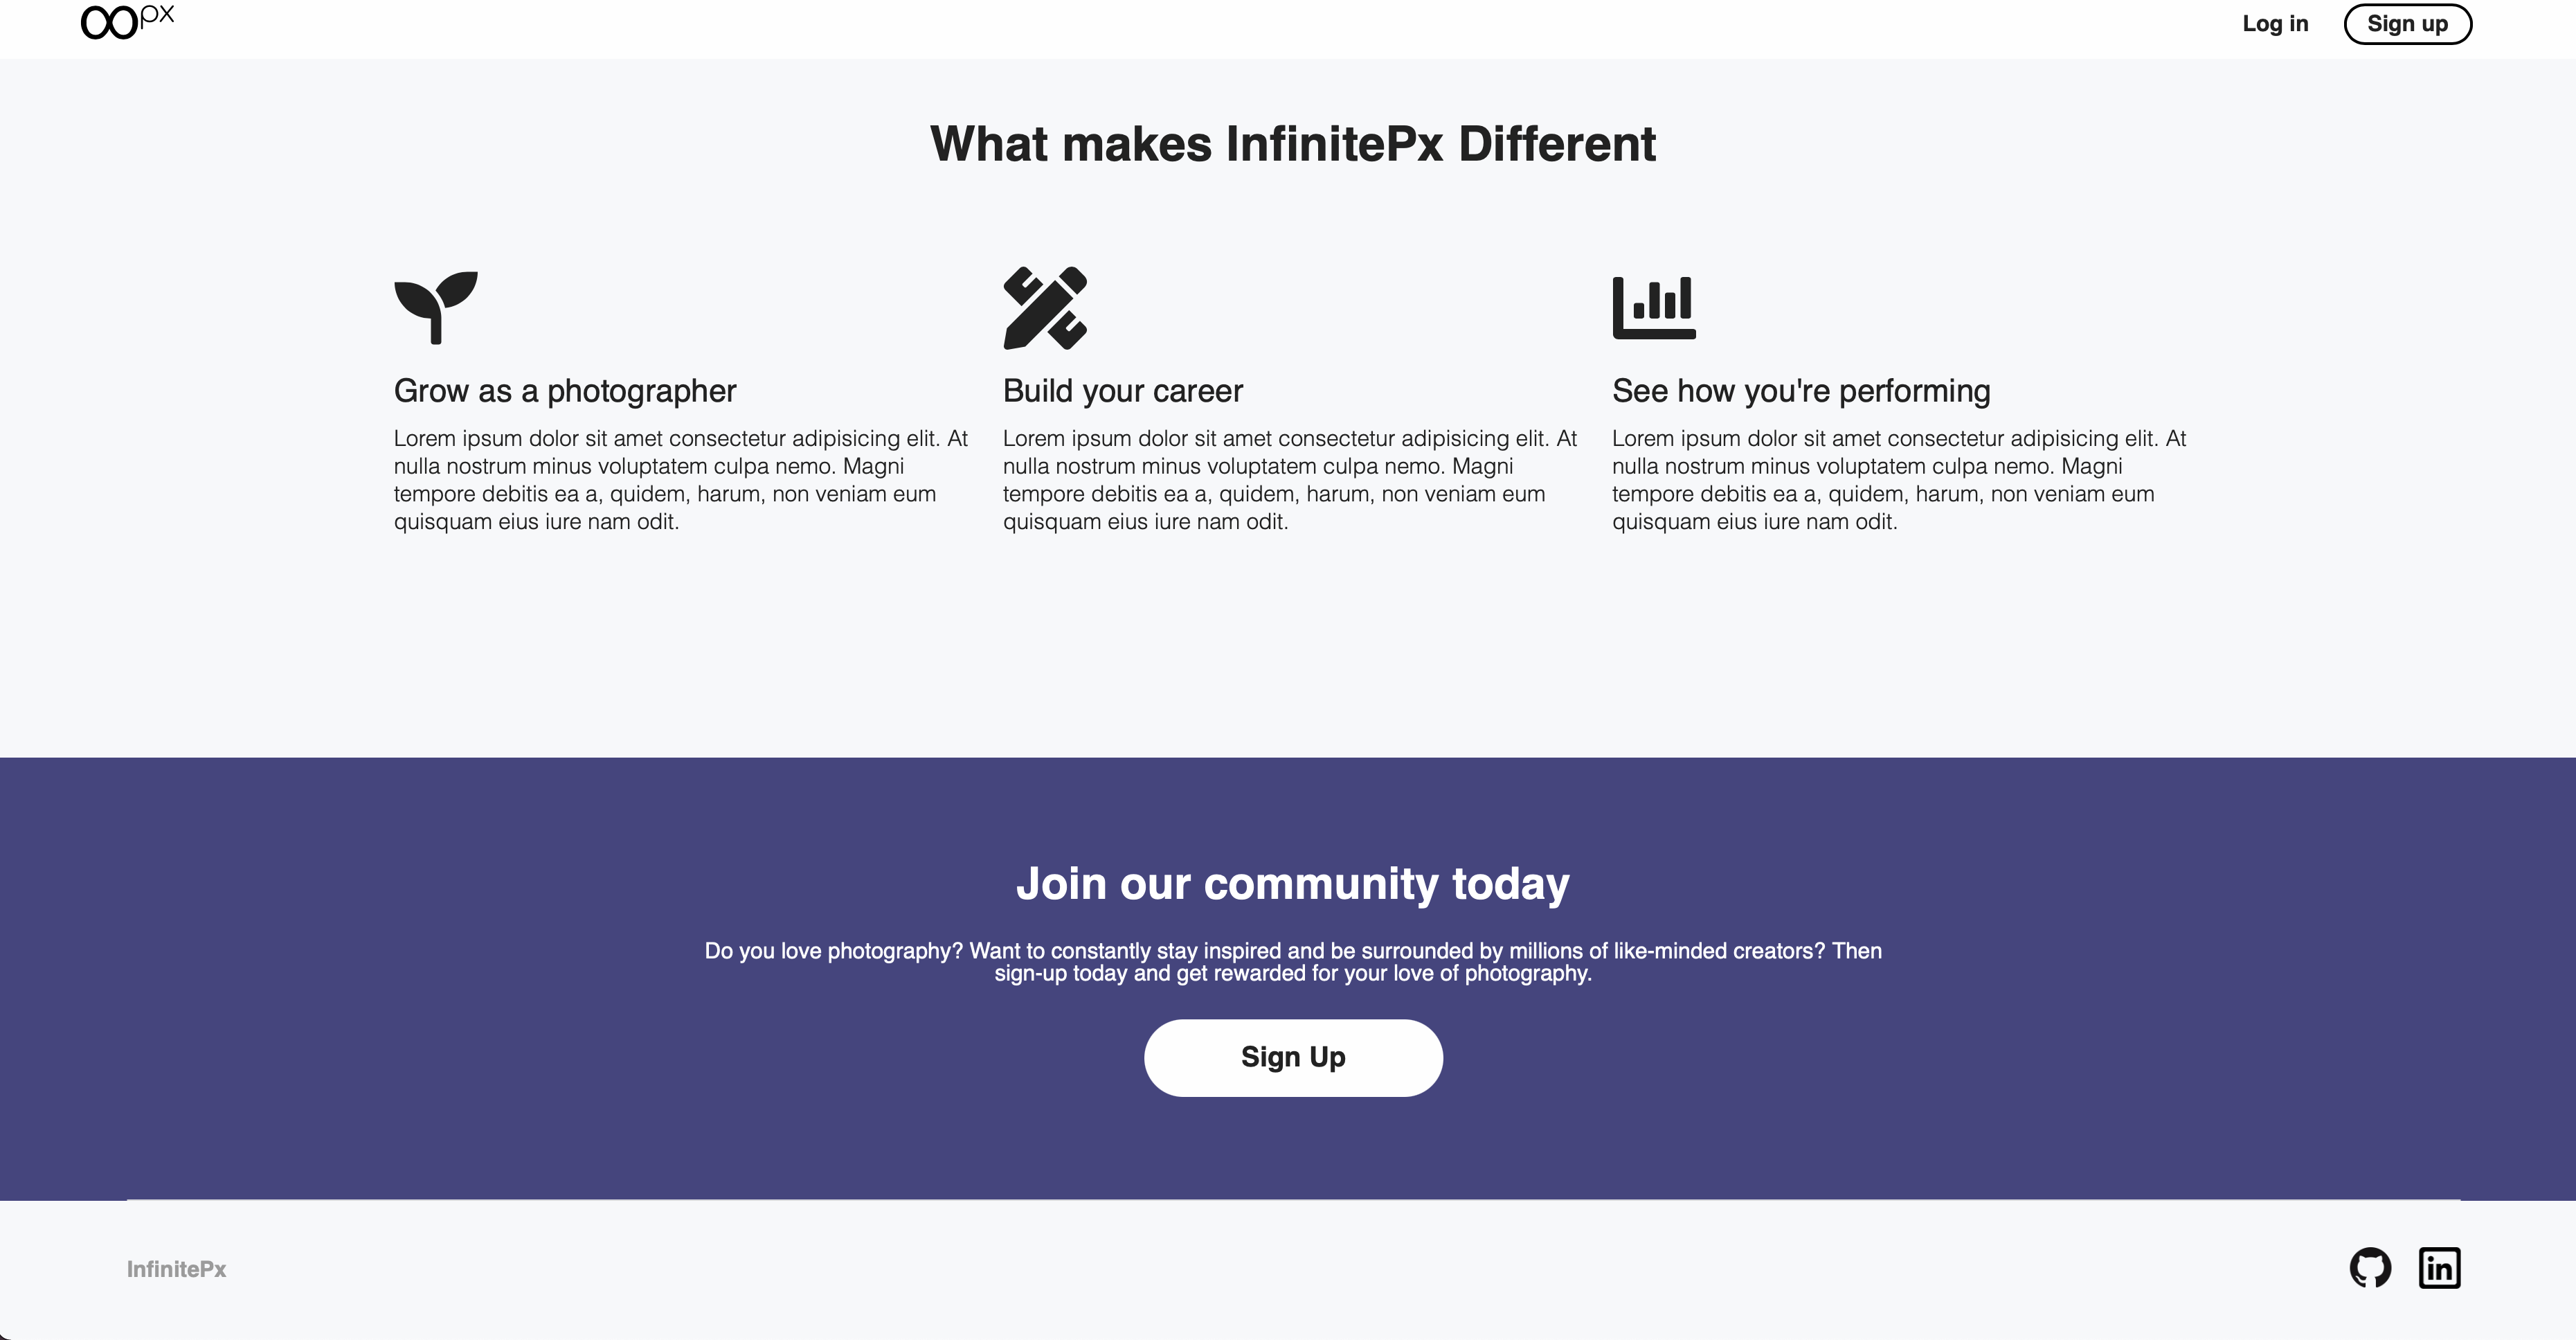 px
Log in
Sign up
What makes InfinitePx Different
Grow as a photographer
Lorem ipsum dolor sit amet consectetur adipisicing elit. At
nulla nostrum minus voluptatem culpa nemo. Magni
tempore debitis ea a, quidem, harum, non veniam eum
quisquam eius iure nam odit.
Build your career
Lorem ipsum dolor sit amet consectetur adipisicing elit. At
nulla nostrum minus voluptatem culpa nemo. Magni
tempore debitis ea a, quidem, harum, non veniam eum
quisquam eius iure nam odit.
See how you're performing
Lorem ipsum dolor sit amet consectetur adipisicing elit. At
nulla nostrum minus voluptatem culpa nemo. Magni
tempore debitis ea a, quidem, harum, non veniam eum
quisquam eius iure nam odit.
Join our community today
Do you love photography? Want to constantly stay inspired and be surrounded by millions of like-minded creators? Then
sign-up today and get rewarded for your love of photography.
Sign Up
InfinitePx
in